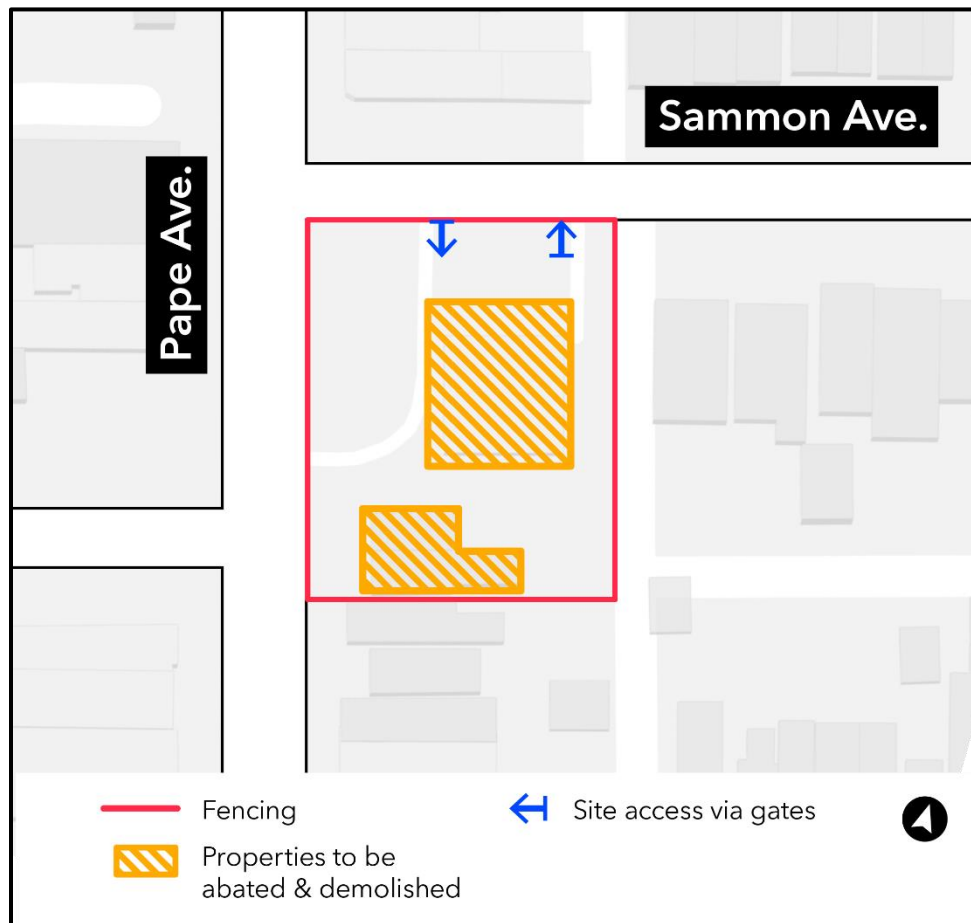 Sammon Ave.
Pape Ave.
Fencing
Site access via gates
Properties to be
abated & demolished